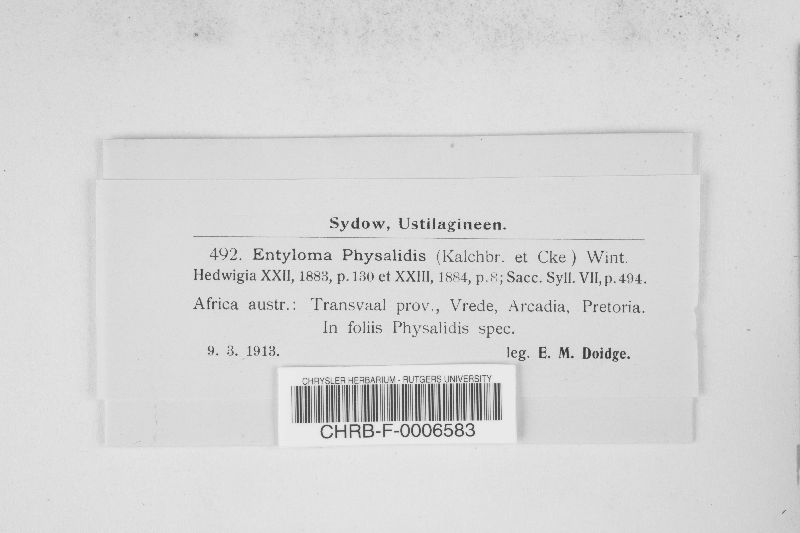 Sydow, Ustilagineen.
492. Entyloma Physalidis (Kalchbr. et Cke) Wint.
Hedwigia XXII, 1883, p. 130 et XXIII, 1884, p. 8; Sacc. Syll. VII, p. 494.
Africa austr.: Transvaal prov., Vrede, Arcadia, Pretoria.
In foliis Physalidis spec.
9. 3. 1913. leg. E. M. Doidge.
CHRYSLER HERBARIUM - RUTGERS UNIVERSITY
CHRB-F-0006583